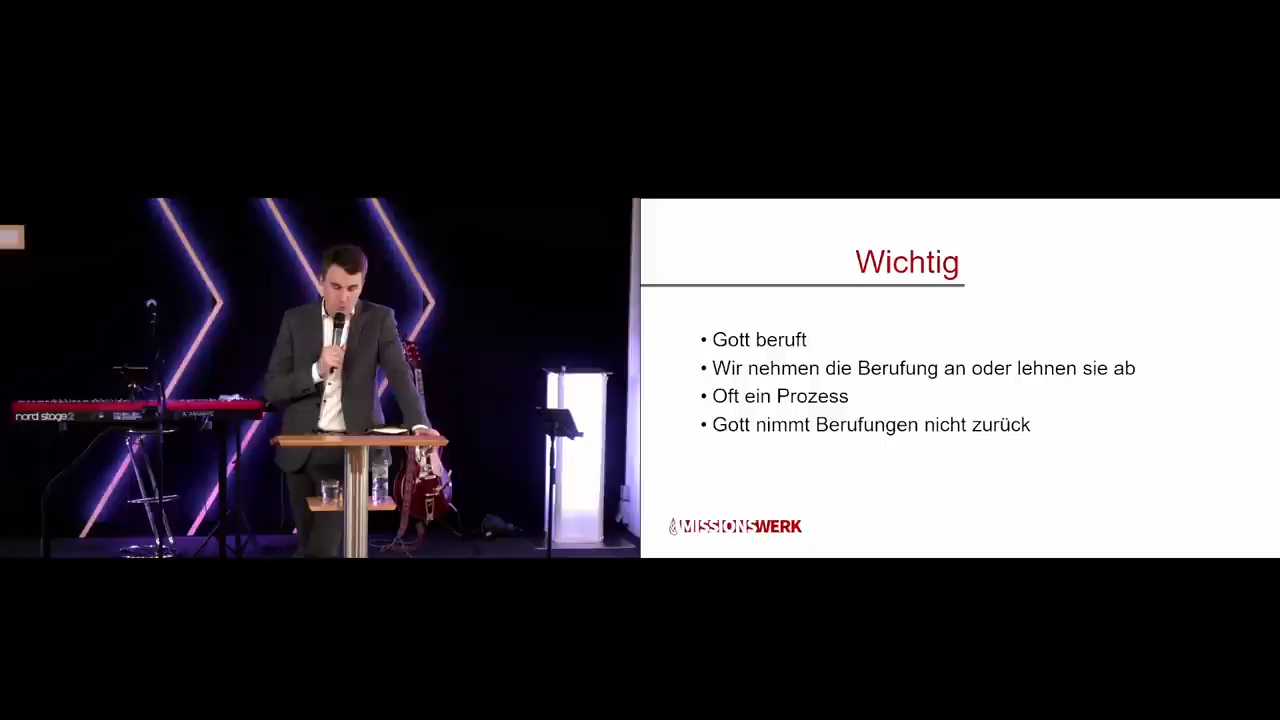 nord stage 2
Wichtig
• Gott beruft
• Wir nehmen die Berufung an oder lehnen sie ab
• Oft ein Prozess
• Gott nimmt Berufungen nicht zurück
MISSIONSWERK